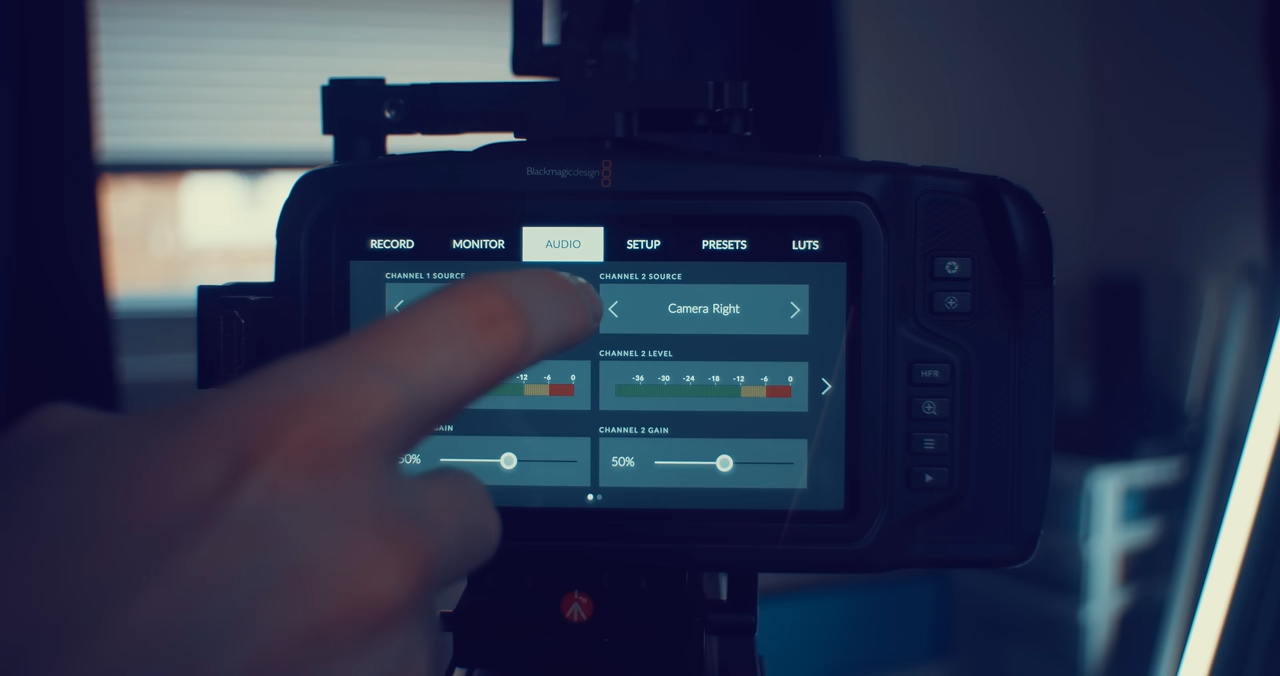 Blackmagicdesign
RECORD MONITOR AUDIO SETUP PRESETS LUTS
CHANNEL 1 SOURCE CHANNEL 2 SOURCE
Camera Right
CHANNEL 2 LEVEL
-12 -6 0 -36 -30 -24 -18 -12 -6 0
HFR
CHANNEL 2 GAIN
50% 50%